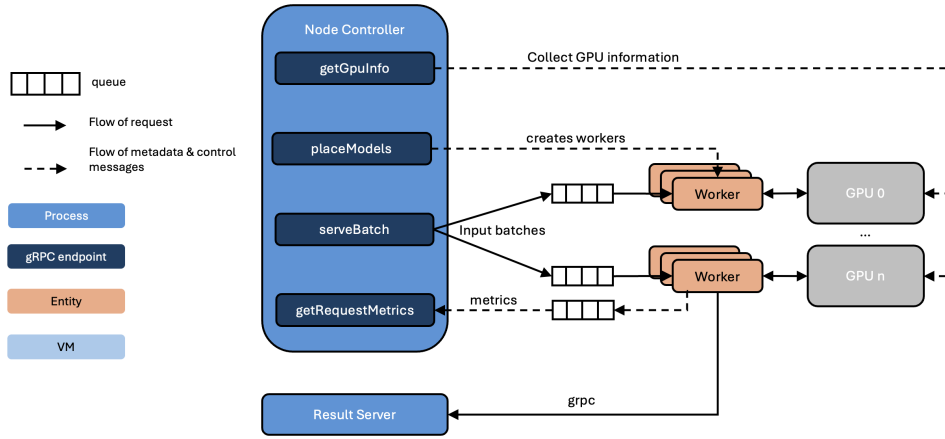 Node Controller
getGpuInfo
Collect GPU information
queue
Flow of request
Flow of metadata & control
messages
placeModels
creates workers
Worker
GPU 0
...
Process
serveBatch
Input batches
gRPC endpoint
Worker
GPU n
Entity
getRequestMetrics
metrics
VM
grpc
Result Server